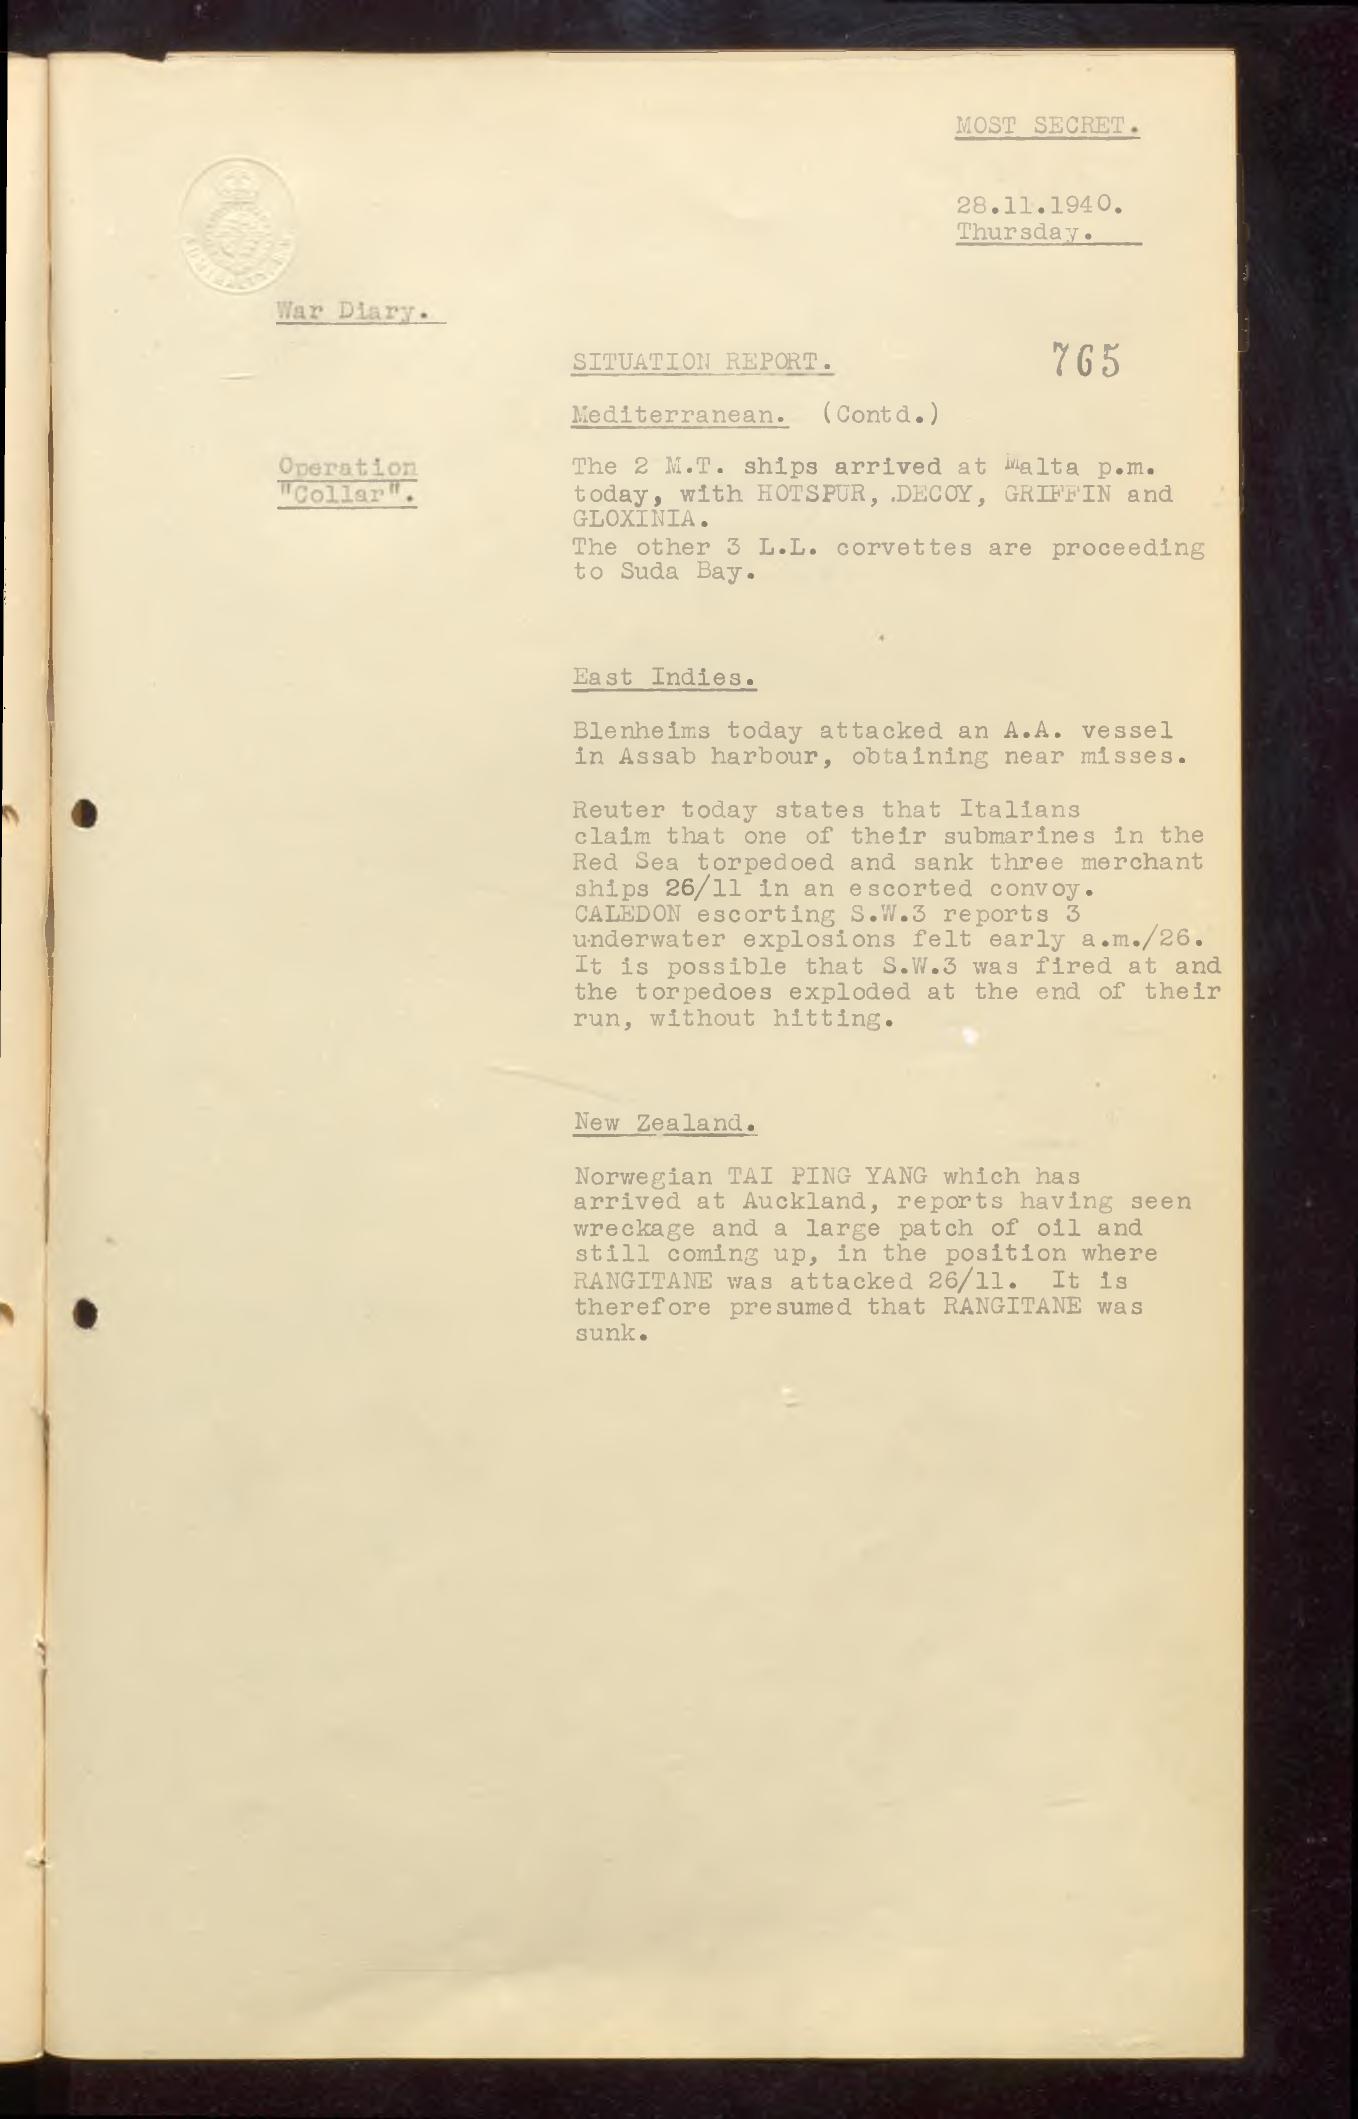 MOST SECRET.
28.11.1940.
Thursday.
War Diary.
SITUATION REPORT.
765
Mediterranean. (Contd.)
Operation
"Collar".
The 2 M.T. ships arrived at Malta p.m.
today, with HOTSPUR, .DECOY, GRIFFIN and
GLOXINIA.
The other 3 L.L. corvettes are proceeding
to Suda Bay.
East Indies.
Blenheims today attacked an A.A. vessel
in Assab harbour, obtaining near misses.
Reuter today states that Italians
claim that one of their submarines in the
Red Sea torpedoed and sank three merchant
ships 26/11 in an escorted convoy.
CALEDON escorting S.W.3 reports 3
underwater explosions felt early a.m./26.
It is possible that S.W.3 was fired at and
the torpedoes exploded at the end of their
run, without hitting.
New Zealand.
Norwegian TAI PING YANG which has
arrived at Auckland, reports having seen
wreckage and a large patch of oil and
still coming up, in the position where
RANGITANE was attacked 26/11. It is
therefore presumed that RANGITANE was
sunk.